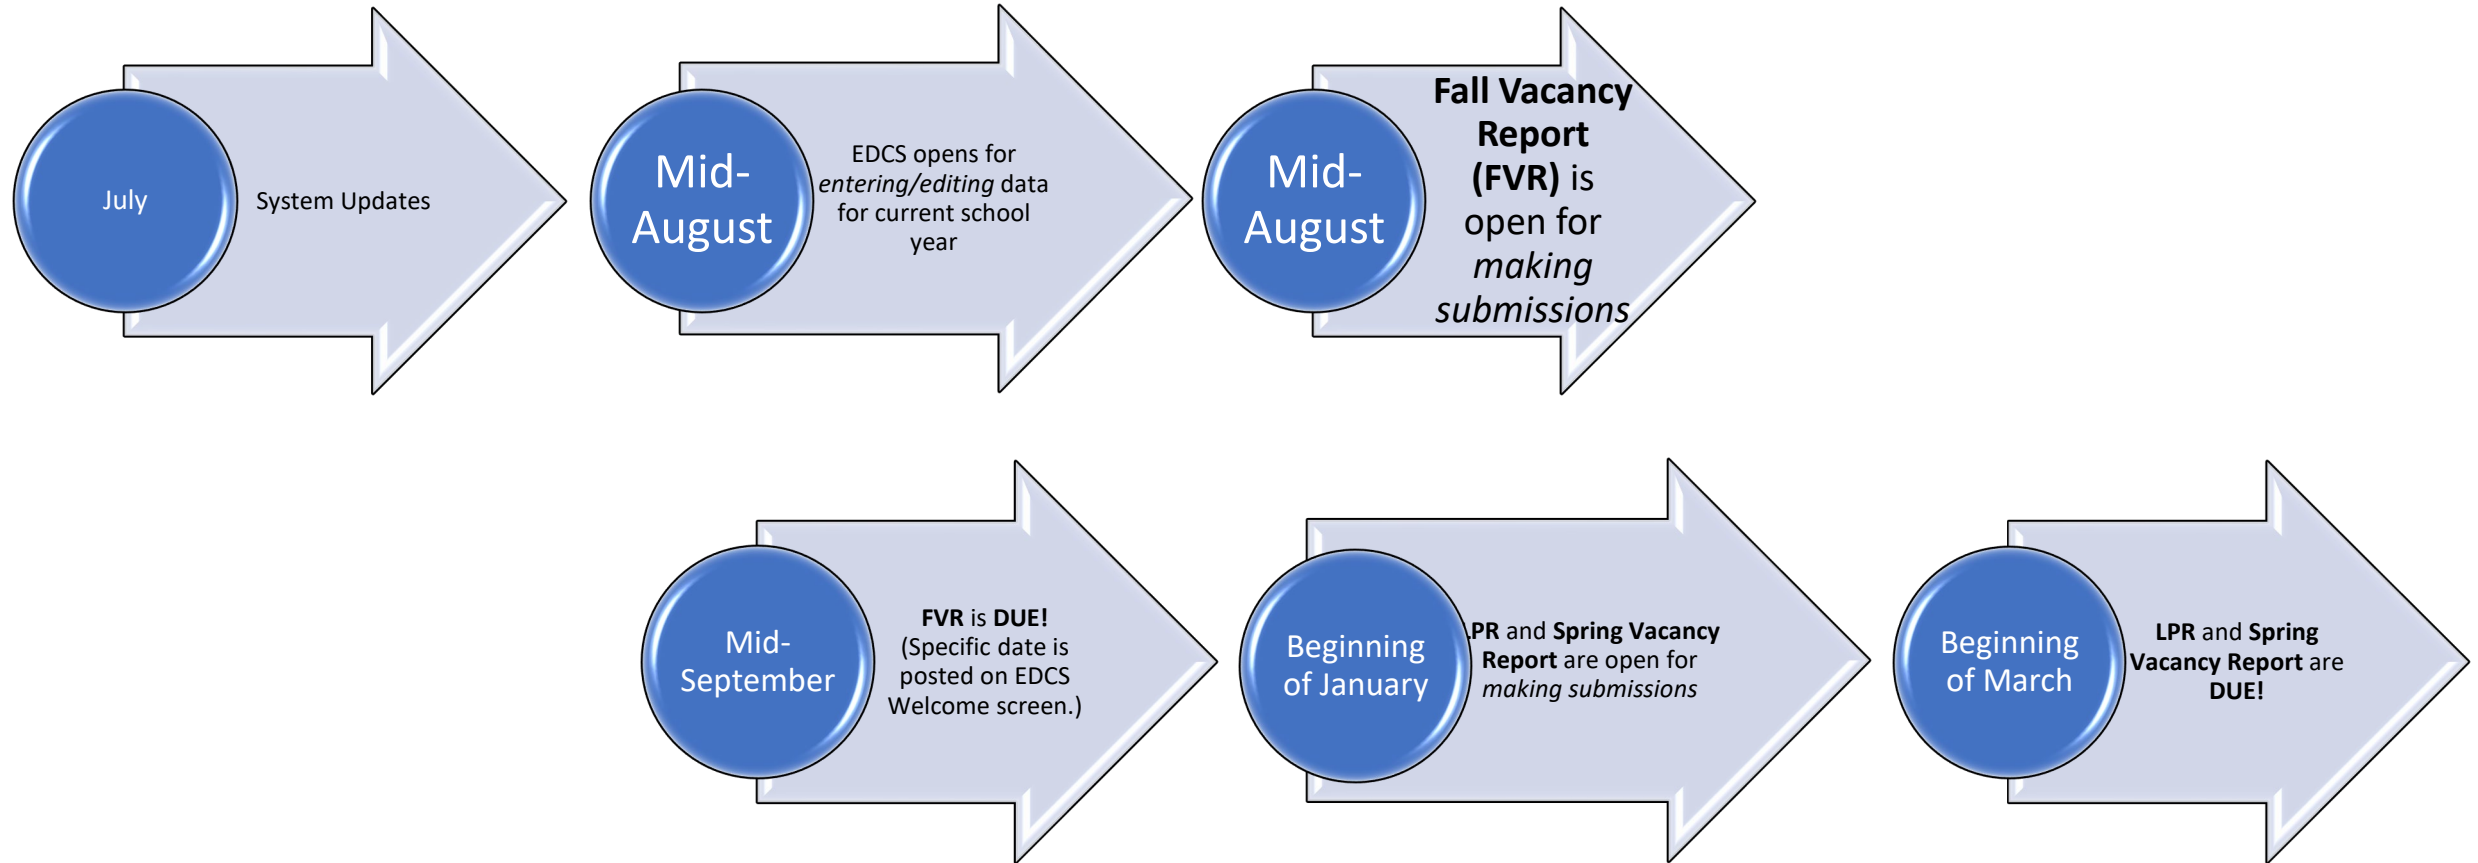 July
System Updates
Mid-
August
EDCS opens for
entering/editing data
for current school
year
Mid-
August
Fall Vacancy
Report
(FVR) is
open for
making
submissions
Mid-
September
FVR is DUE!
(Specific date is
posted on EDCS
Welcome screen.)
Beginning
of January
LPR and Spring Vacancy
Report are open for
making submissions
Beginning
of March
LPR and Spring
Vacancy Report are
DUE!